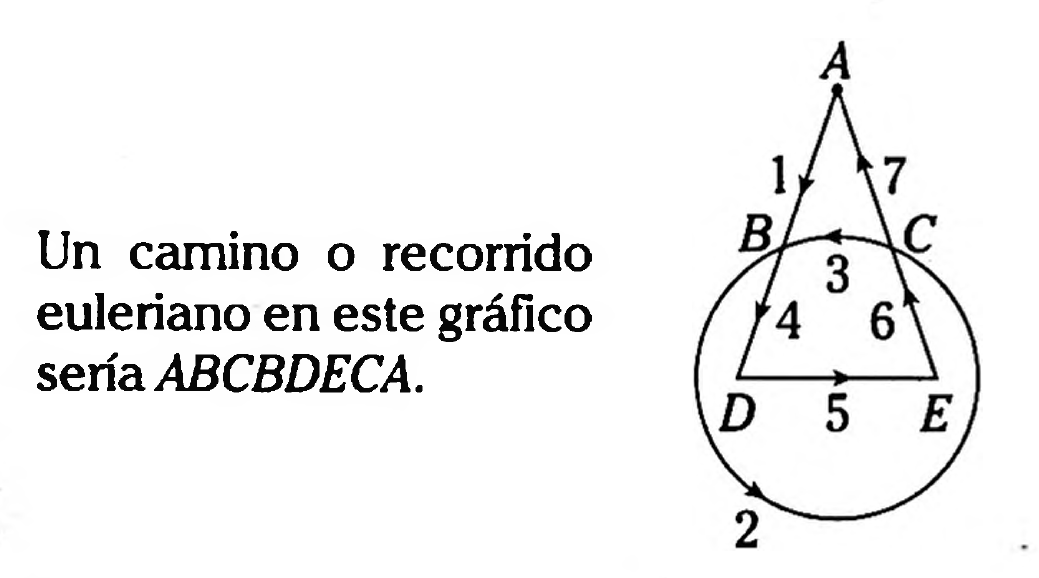 Un camino o recorrido
euleriano en este gráfico
sería ABCBDECA.
A
1
7
B
C
3
4
6
D
5
E
2